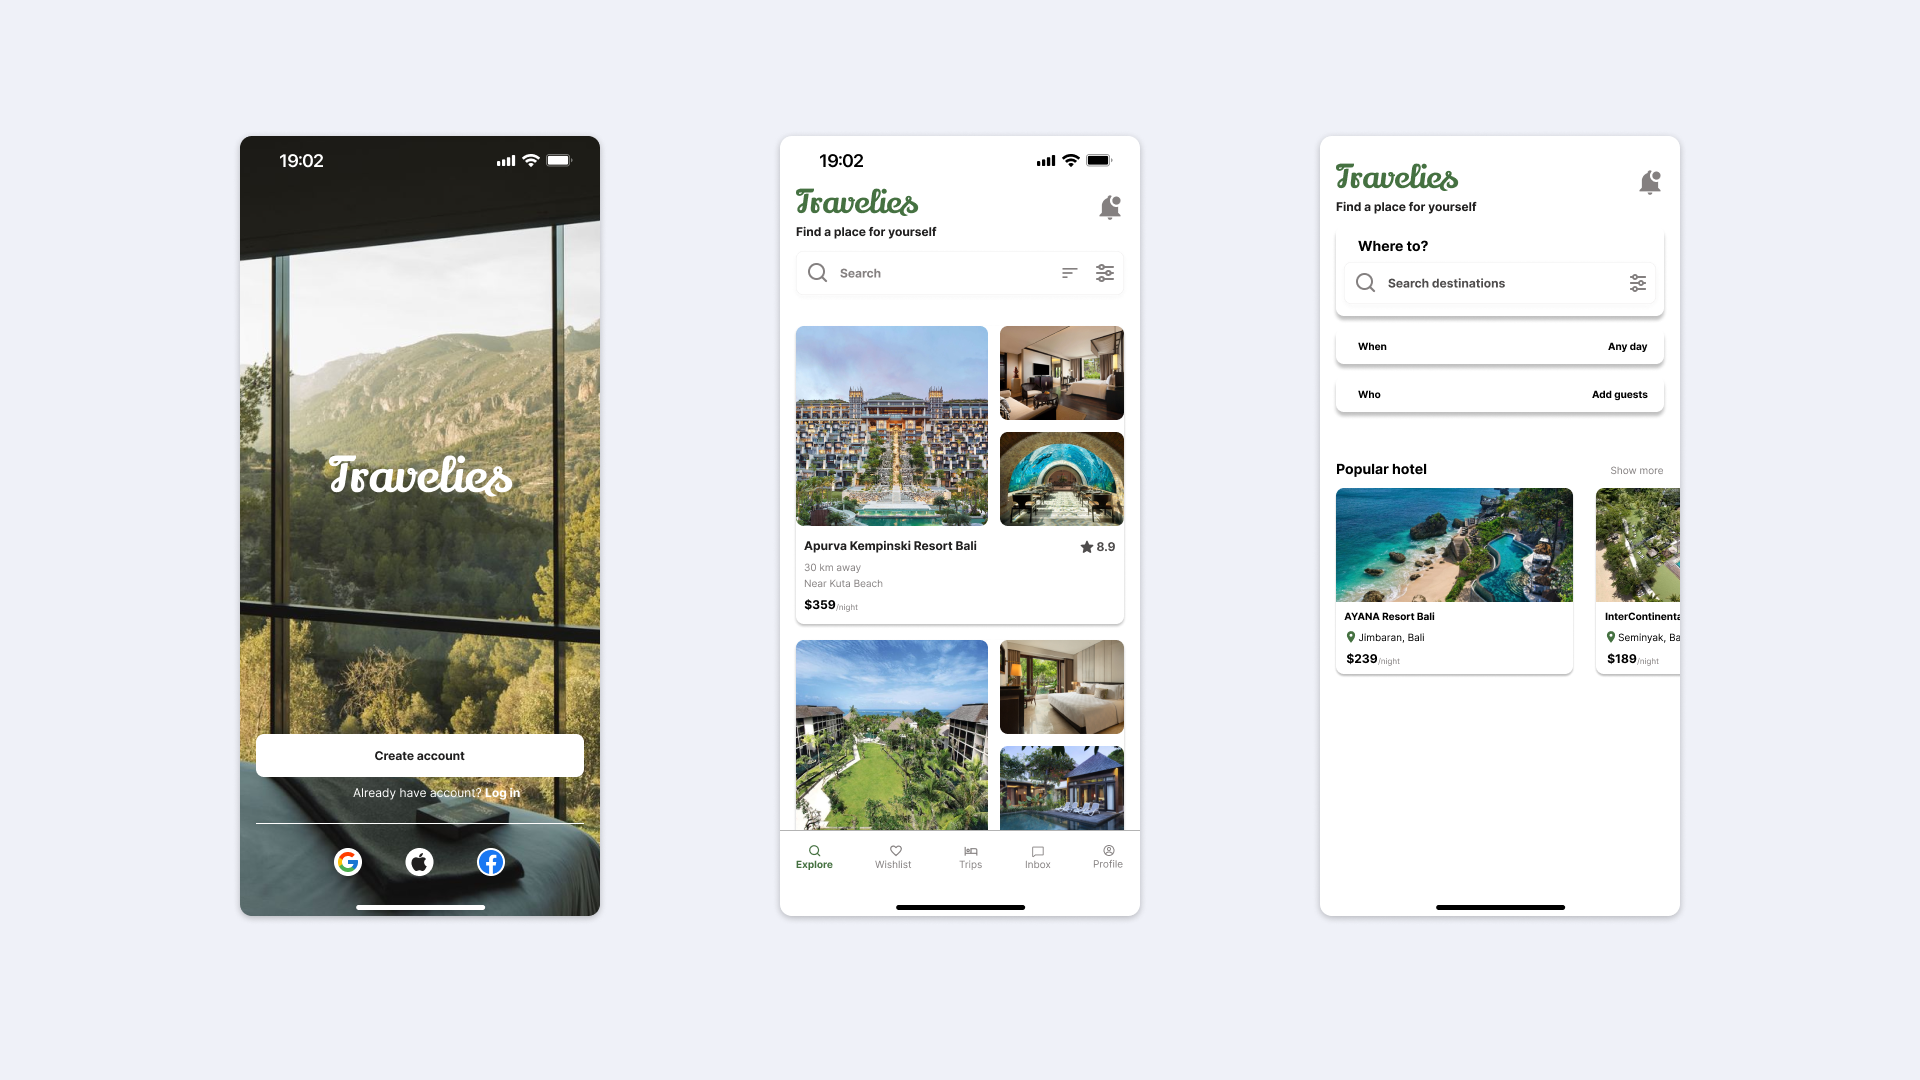 19:02
Travelies
Create account
Already have account? Log in
19:02
Travelies
Find a place for yourself
Search
Apurva Kempinski Resort Bali
8.9
30 km away
Near Kuta Beach
$359/night
Explore
Wishlist
Trips
Inbox
Profile
Travelies
Find a place for yourself
Where to?
Search destinations
When
Any day
Who
Add guests
Popular hotel
Show more
AYANA Resort Bali
Jimbaran, Bali
$239/night
InterContinenta
Seminyak, Ba
$189/night